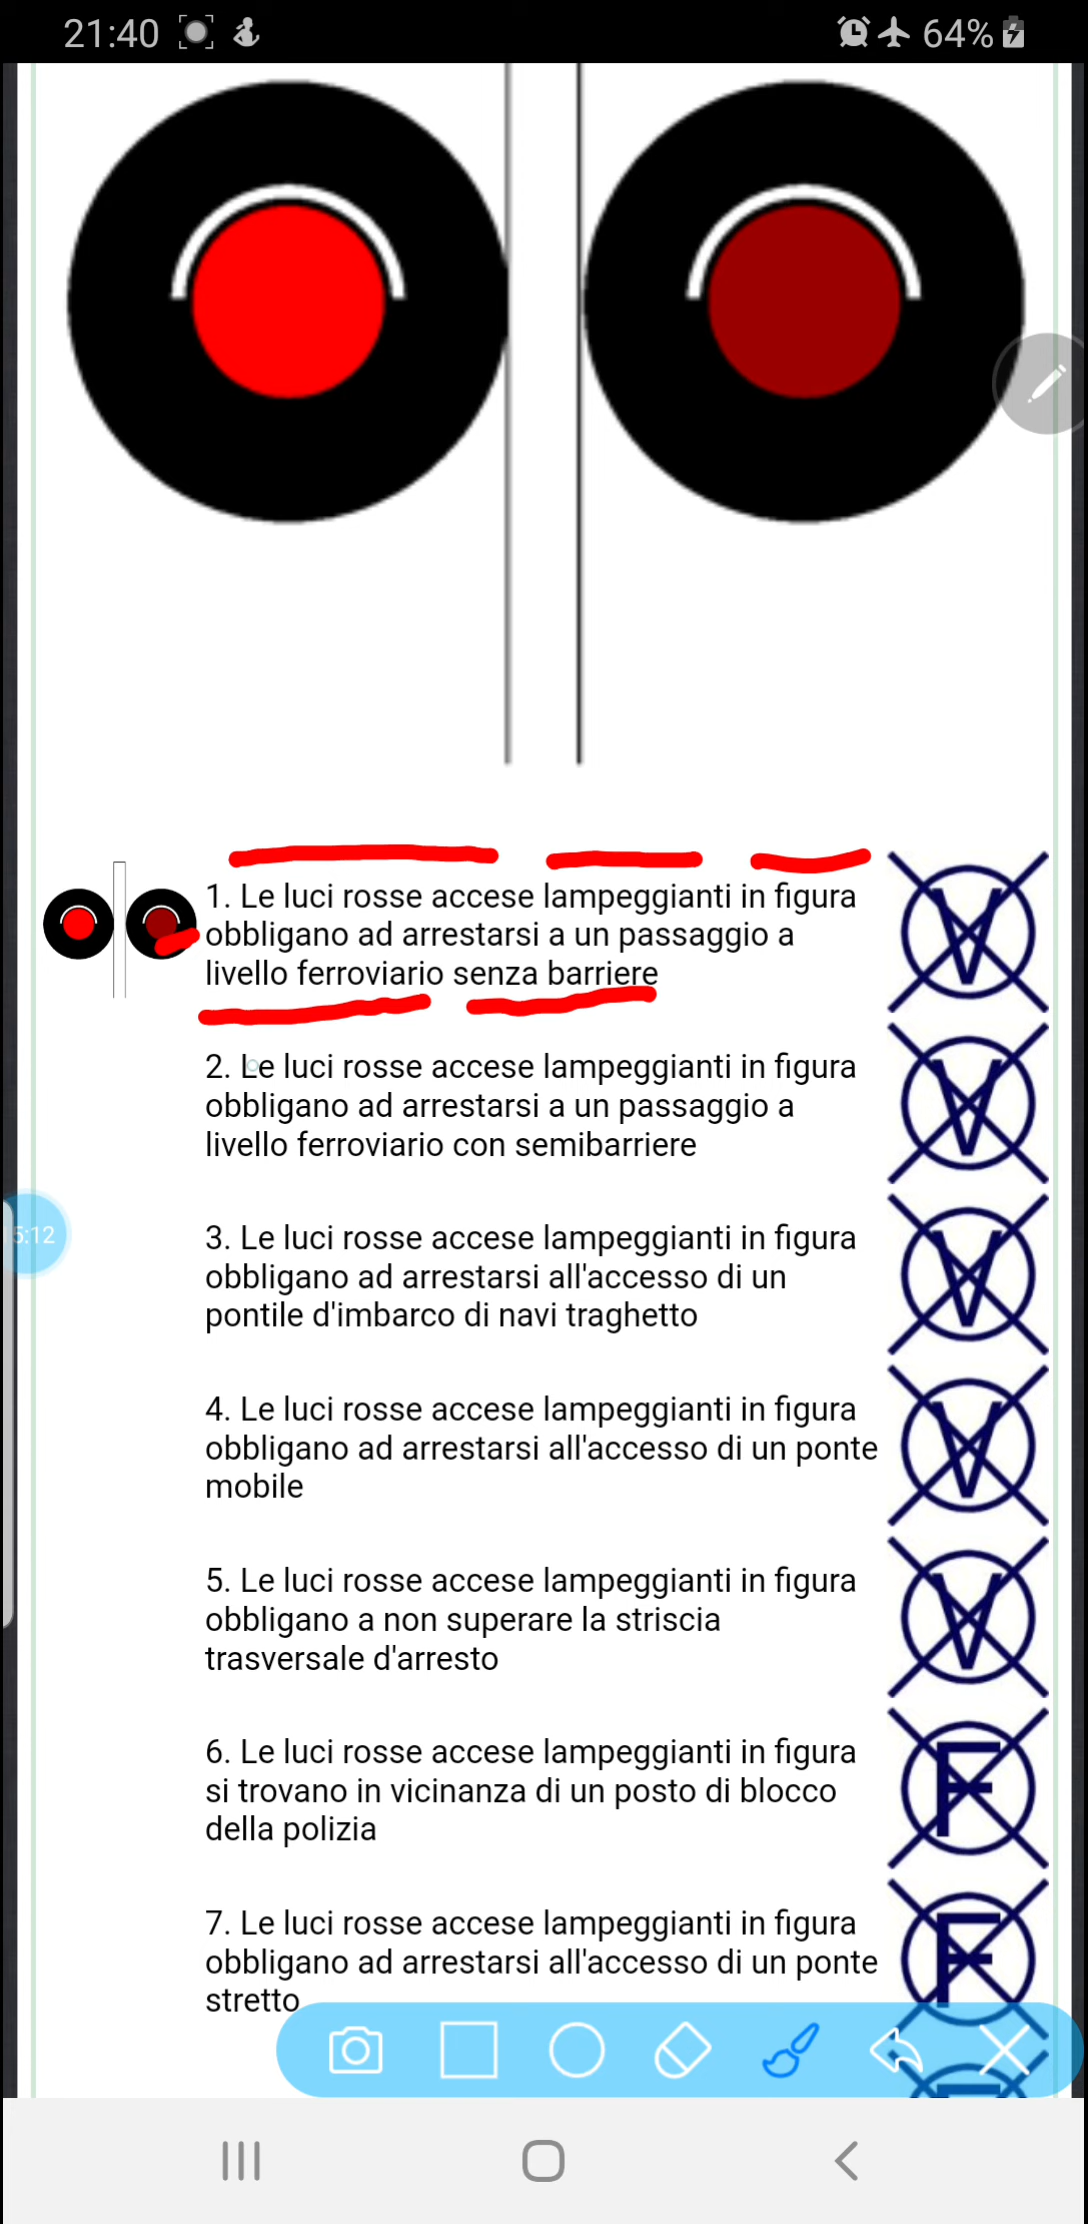 21:40
64%
1. Le luci rosse accese lampeggianti in figura
obbligano ad arrestarsi a un passaggio a
livello ferroviario senza barriere
V
2. Le luci rosse accese lampeggianti in figura
obbligano ad arrestarsi a un passaggio a
livello ferroviario con semibarriere
V
5:12
3. Le luci rosse accese lampeggianti in figura
obbligano ad arrestarsi all'accesso di un
pontile d'imbarco di navi traghetto
V
4. Le luci rosse accese lampeggianti in figura
obbligano ad arrestarsi all'accesso di un ponte
mobile
V
5. Le luci rosse accese lampeggianti in figura
obbligano a non superare la striscia
trasversale d'arresto
V
6. Le luci rosse accese lampeggianti in figura
si trovano in vicinanza di un posto di blocco
della polizia
F
7. Le luci rosse accese lampeggianti in figura
obbligano ad arrestarsi all'accesso di un ponte
stretto
F